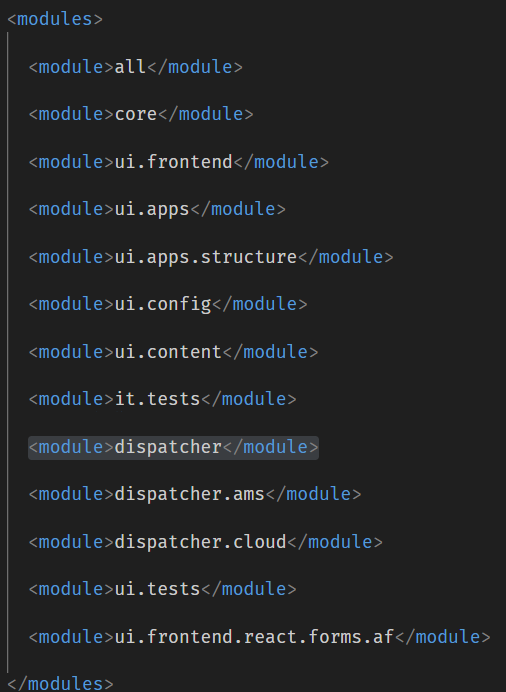 <modules>
<module>all</module>
<module>core</module>
<module>ui.frontend</module>
<module>ui.apps</module>
<module>ui.apps.structure</module>
<module>ui.config</module>
<module>ui.content</module>
<module>it.tests</module>
<module>dispatcher</module>
<module>dispatcher.ams</module>
<module>dispatcher.cloud</module>
<module>ui.tests</module>
<module>ui.frontend.react.forms.af</module>
</modules>